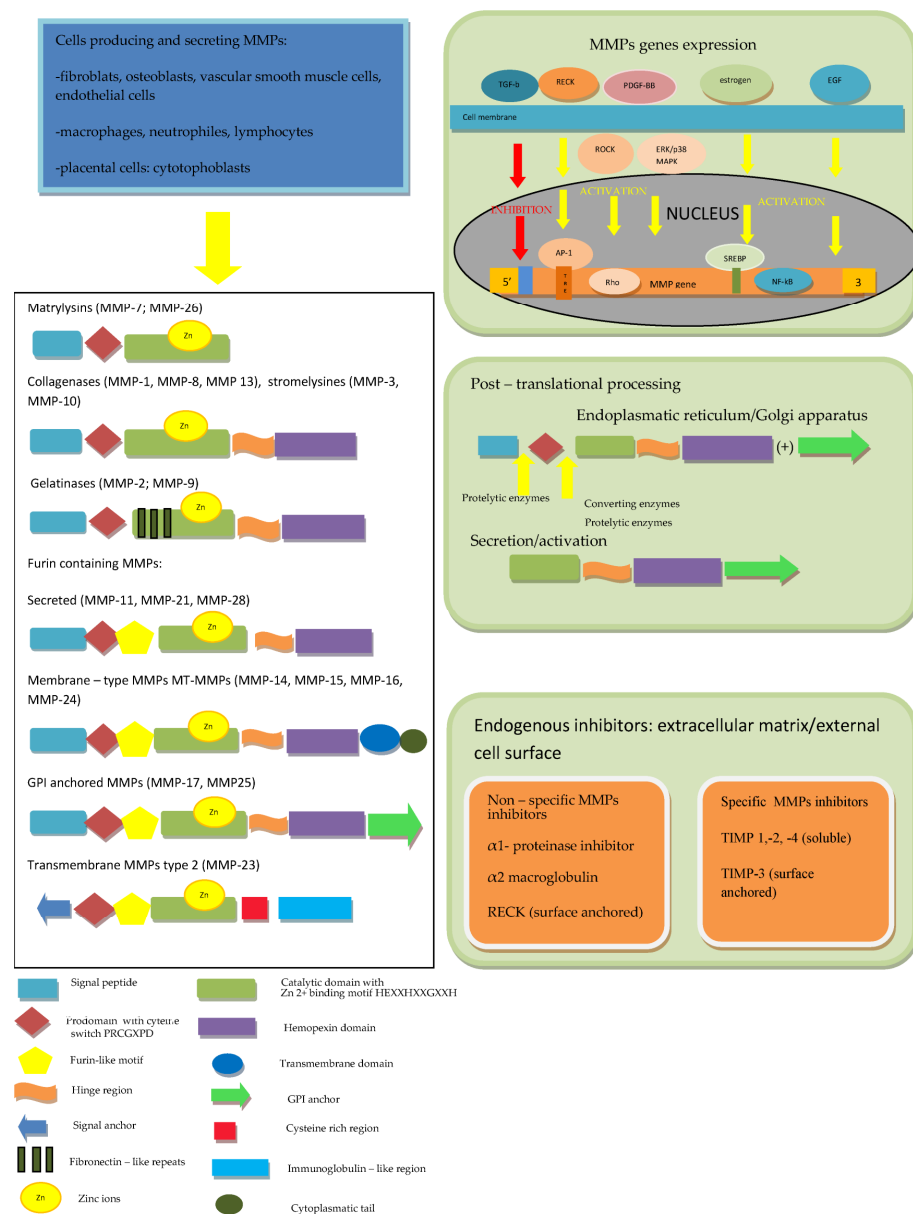 Cells producing and secreting MMPs:
-fibroblats, osteoblasts, vascular smooth muscle cells,
endothelial cells
-macrophages, neutrophiles, lymphocytes
-placental cells: cytotophoblasts
Matrylysins (MMP-7; MMP-26)
Zn
Collagenases (MMP-1, MMP-8, MMP 13), stromelysines (MMP-3,
MMP-10)
Zn
Gelatinases (MMP-2; MMP-9)
Zn
Furin containing MMPs:
Secreted (MMP-11, MMP-21, MMP-28)
Zn
Membrane – type MMPs MT-MMPs (MMP-14, MMP-15, MMP-16,
MMP-24)
Zn
GPI anchored MMPs (MMP-17, MMP25)
Zn
Transmembrane MMPs type 2 (MMP-23)
Zn
MMPs genes expression
TGF-b
RECK
PDGF-BB
estrogen
EGF
Cell membrane
ROCK
ERK/p38
MAPK
ACTIVATION
INHIBITION
NUCLEUS
ACTIVATION
AP-1
SREBP
5'
T
R
E
Rho
MMP gene
NF-kB
3
Post – translational processing
Endoplasmatic reticulum/Golgi apparatus
(+)
Protelytic enzymes
Converting enzymes
Protelytic enzymes
Secretion/activation
Endogenous inhibitors: extracellular matrix/external
cell surface
Non – specific MMPs
inhibitors
α1- proteinase inhibitor
α2 macroglobulin
RECK (surface anchored)
Specific MMPs inhibitors
TIMP 1,-2, -4 (soluble)
TIMP-3 (surface
anchored)
Signal peptide
Catalytic domain with
Zn 2+ binding motif HEXXHXXGXXH
Prodomain with cyteine
switch PRCGXPD
Hemopexin domain
Furin-like motif
Transmembrane domain
Hinge region
GPI anchor
Signal anchor
Cysteine rich region
Fibronectin – like repeats
Immunoglobulin – like region
Zn
Zinc ions
Cytoplasmatic tail